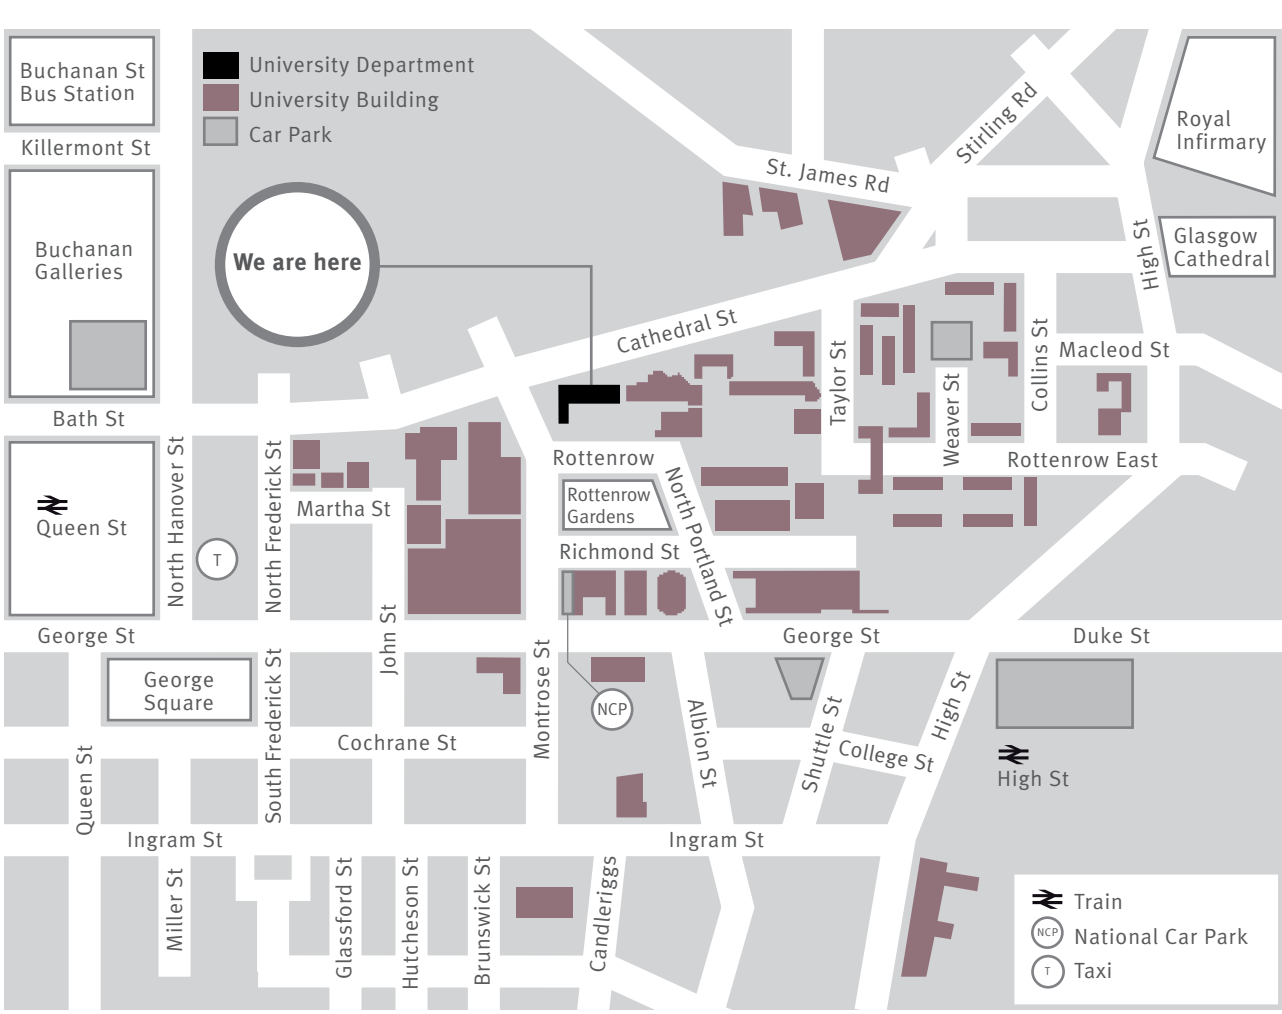 Buchanan St
Bus Station
University Department
University Building
Car Park
Killermont St
Stirling Rd
Royal
Infirmary
St. James Rd
We are here
Buchanan
Galleries
High St
Glasgow
Cathedral
Cathedral St
Taylor St
Collins St
Macleod St
Weaver St
Bath St
Rottenrow
Rottenrow East
North Hanover St
North Frederick St
Queen St
Martha St
Rottenrow
Gardens
North Portland St
T
Richmond St
John St
George St
George St
Duke St
George
Square
South Frederick St
Montrose St
NCP
Albion St
Shuttle St
High St
College St
Queen St
Cochrane St
High St
Ingram St
Ingram St
Miller St
Glassford St
Hutcheson St
Brunswick St
Candleriggs
Train
NCP
National Car Park
T
Taxi